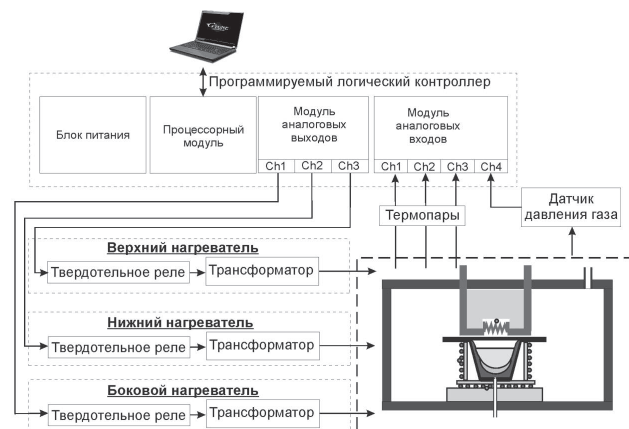 Программируемый логический контроллер
Блок питания
Процессорный
модуль
Модуль
аналоговых
выходов
Ch1 Ch2 Ch3
Модуль
аналоговых
входов
Ch1 Ch2 Ch3 Ch4
Термопары
Датчик
давления газа
Верхний нагреватель
Твердотельное реле
Трансформатор
Нижний нагреватель
Твердотельное реле
Трансформатор
Боковой нагреватель
Твердотельное реле
Трансформатор